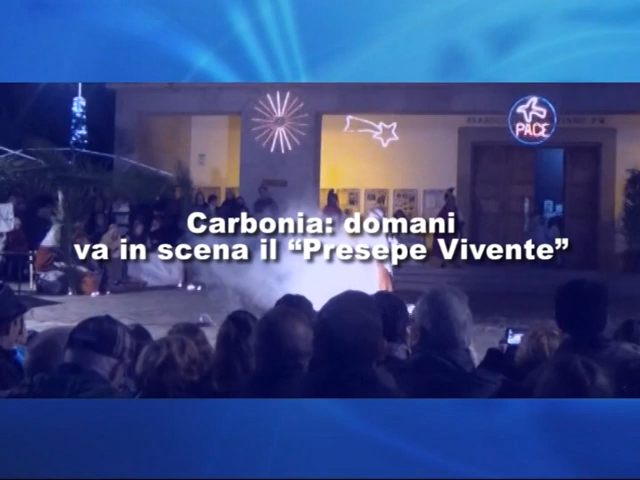 PACE
Carbonia: domani
va in scena il “Presepe Vivente”